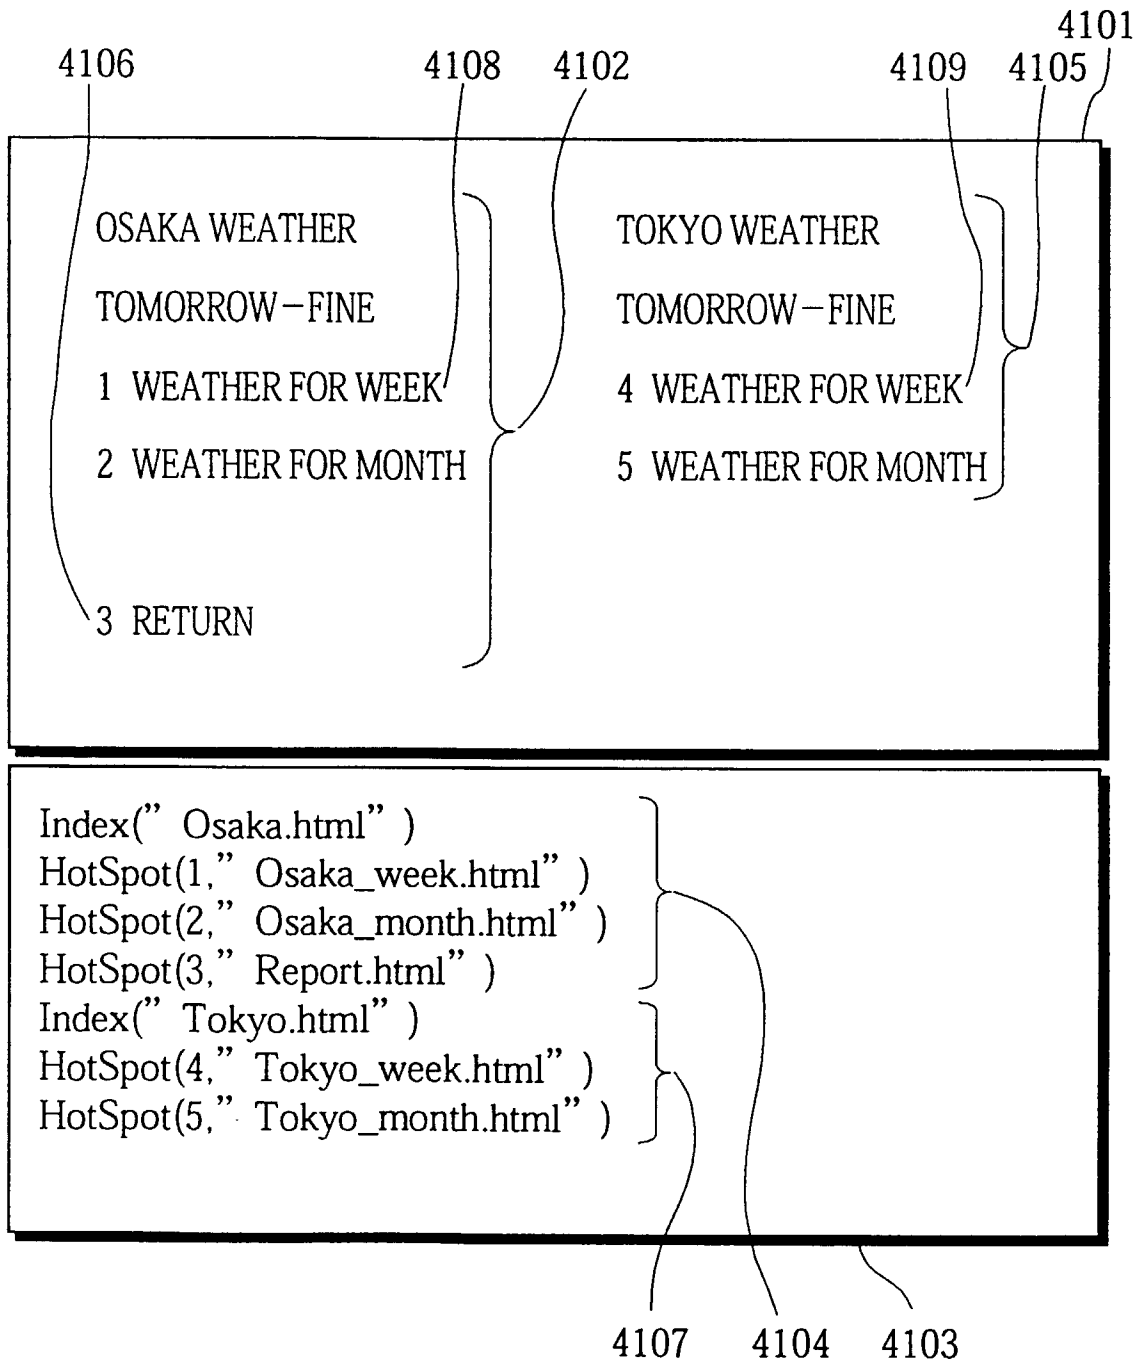 4101
4106 4108 4102 4109 4105
OSAKA WEATHER
TOMORROW−FINE
1 WEATHER FOR WEEK
2 WEATHER FOR MONTH
3 RETURN
TOKYO WEATHER
TOMORROW−FINE
4 WEATHER FOR WEEK
5 WEATHER FOR MONTH
Index(” Osaka.html” )
HotSpot(1,” Osaka_week.html” )
HotSpot(2,” Osaka_month.html” )
HotSpot(3,” Report.html” )
Index(” Tokyo.html” )
HotSpot(4,” Tokyo_week.html” )
HotSpot(5,” Tokyo_month.html” )
4107 4104 4103